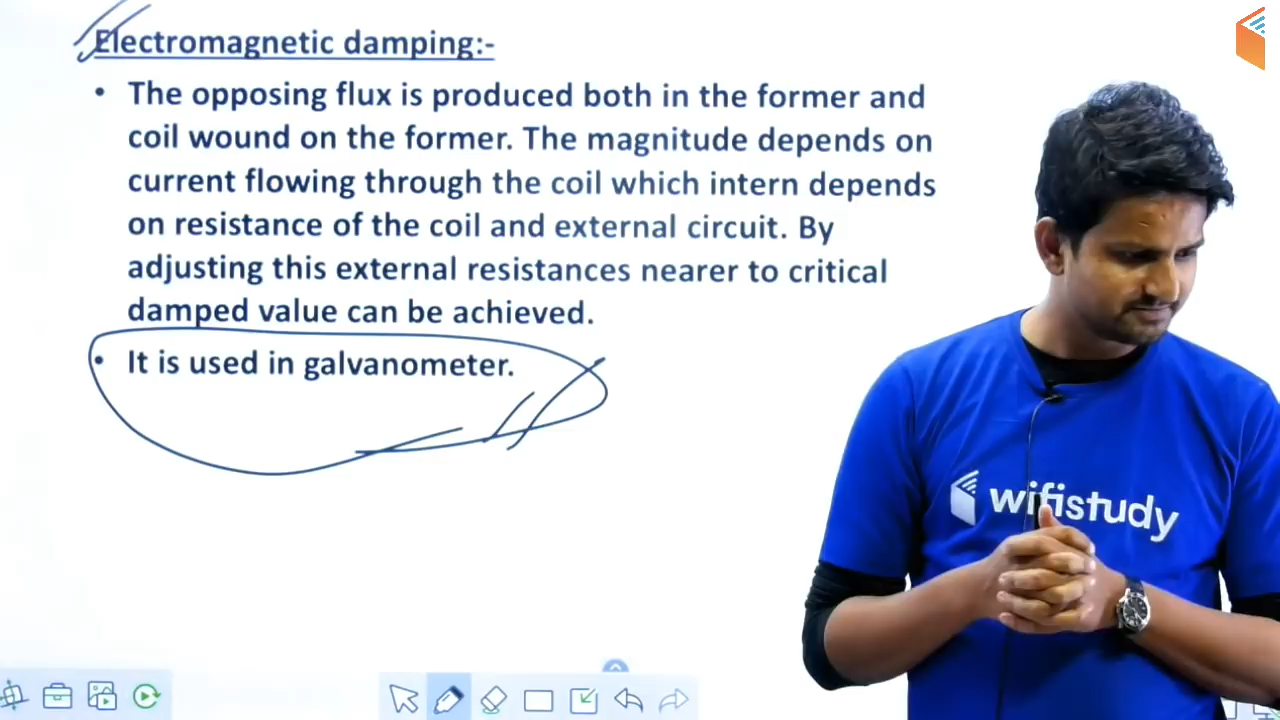 Electromagnetic damping:-
• The opposing flux is produced both in the former and
coil wound on the former. The magnitude depends on
current flowing through the coil which intern depends
on resistance of the coil and external circuit. By
adjusting this external resistances nearer to critical
damped value can be achieved.
• It is used in galvanometer.
wifistudy